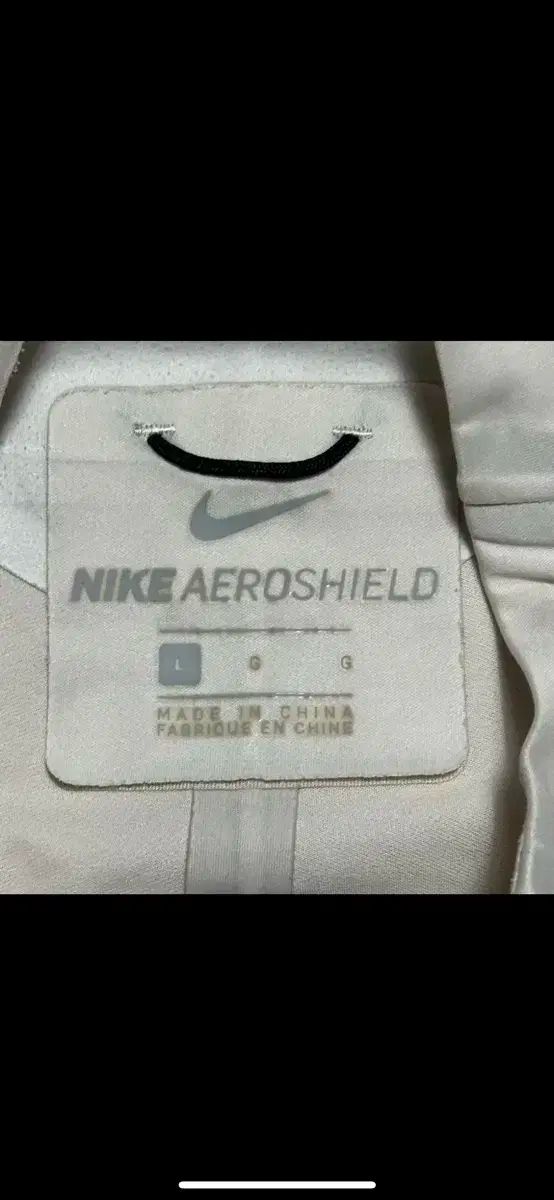 NIKE AEROSHIELD
L G G
MADE IN CHINA
FABRIQUE EN CHINE